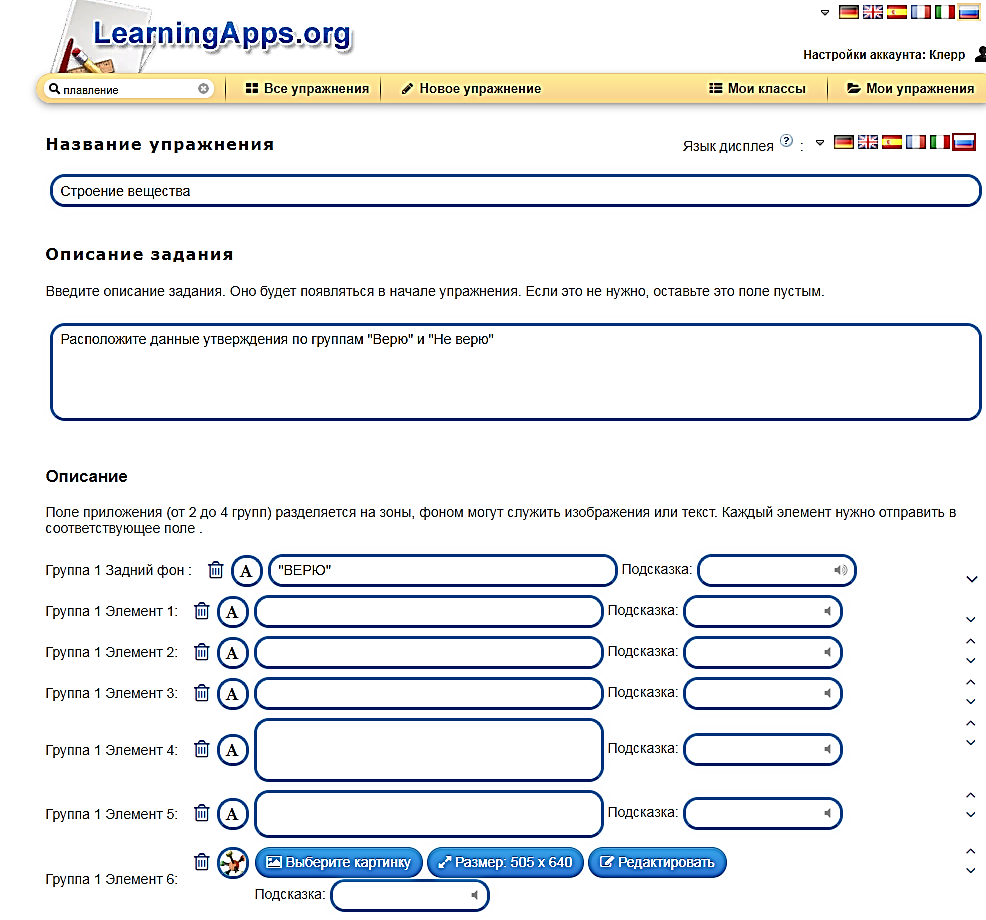 LearningApps.org
Настройки аккаунта: Клерр
плавление
Все упражнения
Новое упражнение
Мои классы
Мои упражнения
Название упражнения
Язык дисплея ? :
Строение вещества
Описание задания
Введите описание задания. Оно будет появляться в начале упражнения. Если это не нужно, оставьте это поле пустым.
Расположите данные утверждения по группам "Верю" и "Не верю"
Описание
Поле приложения (от 2 до 4 групп) разделяется на зоны, фоном могут служить изображения или текст. Каждый элемент нужно отправить в
соответствующее поле .
Группа 1 Задний фон : A "ВЕРЮ" Подсказка:
Группа 1 Элемент 1: A Подсказка:
Группа 1 Элемент 2: A Подсказка:
Группа 1 Элемент 3: A Подсказка:
Группа 1 Элемент 4: A Подсказка:
Группа 1 Элемент 5: A Подсказка:
Выберите картинку Размер: 505 x 640 Редактировать
Группа 1 Элемент 6:
Подсказка: